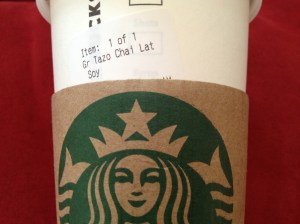 Item: 1 of 1
Gr Tazo Chai Lat
Soy